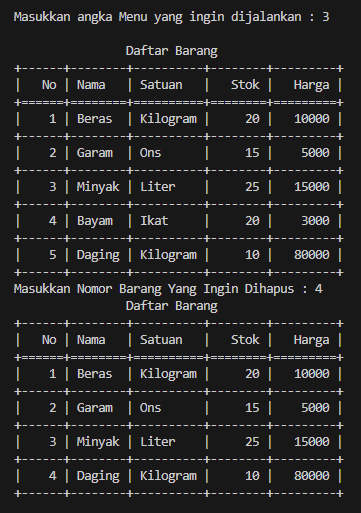 Masukkan angka Menu yang ingin dijalankan : 3
Daftar Barang
+------+--------+----------+-------+---------+
|   No | Nama   | Satuan   |  Stok |   Harga |
+======+========+==========+=======+=========+
|    1 | Beras  | Kilogram |    20 |   10000 |
+------+--------+----------+-------+---------+
|    2 | Garam  | Ons      |    15 |    5000 |
+------+--------+----------+-------+---------+
|    3 | Minyak | Liter    |    25 |   15000 |
+------+--------+----------+-------+---------+
|    4 | Bayam  | Ikat     |    20 |    3000 |
+------+--------+----------+-------+---------+
|    5 | Daging | Kilogram |    10 |   80000 |
+------+--------+----------+-------+---------+
Masukkan Nomor Barang Yang Ingin Dihapus : 4
Daftar Barang
+------+--------+----------+-------+---------+
|   No | Nama   | Satuan   |  Stok |   Harga |
+======+========+==========+=======+=========+
|    1 | Beras  | Kilogram |    20 |   10000 |
+------+--------+----------+-------+---------+
|    2 | Garam  | Ons      |    15 |    5000 |
+------+--------+----------+-------+---------+
|    3 | Minyak | Liter    |    25 |   15000 |
+------+--------+----------+-------+---------+
|    4 | Daging | Kilogram |    10 |   80000 |
+------+--------+----------+-------+---------+